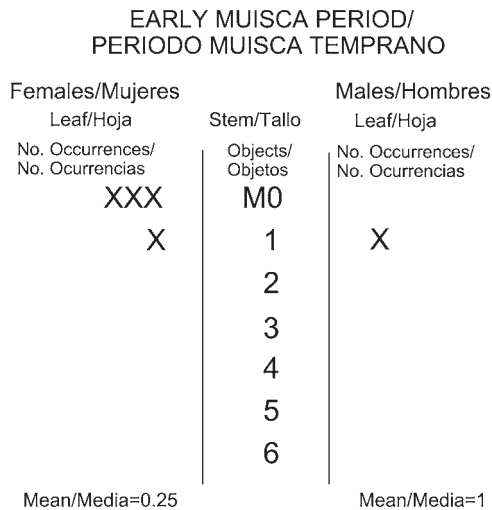 EARLY MUISCA PERIOD/
PERIODO MUISCA TEMPRANO
Females/Mujeres Males/Hombres
Leaf/Hoja Stem/Tallo Leaf/Hoja
No. Occurrences/ Objects/ No. Occurrences/
No. Ocurrencias Objetos No. Ocurrencias
XXX M0
X 1 X
2
3
4
5
6
Mean/Media=0.25 Mean/Media=1